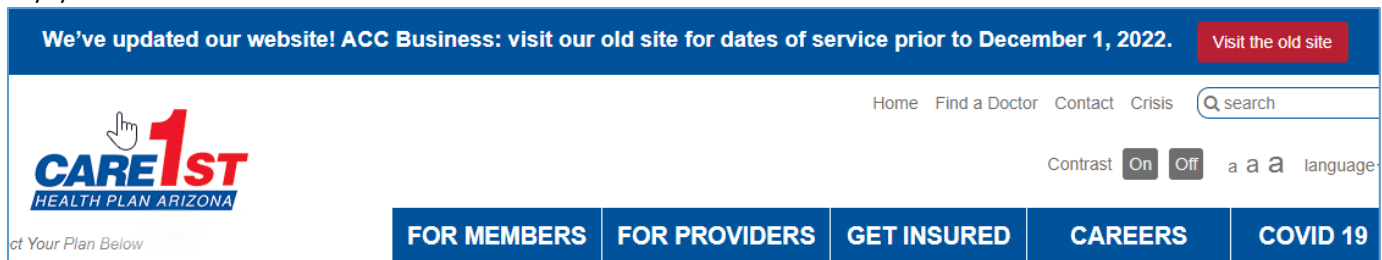 We've updated our website! ACC Business: visit our old site for dates of service prior to December 1, 2022. Visit the old site
Home Find a Doctor Contact Crisis search
CARE1ST
HEALTH PLAN ARIZONA
Contrast On Off a a a language
ct Your Plan Below
FOR MEMBERS FOR PROVIDERS GET INSURED CAREERS COVID 19